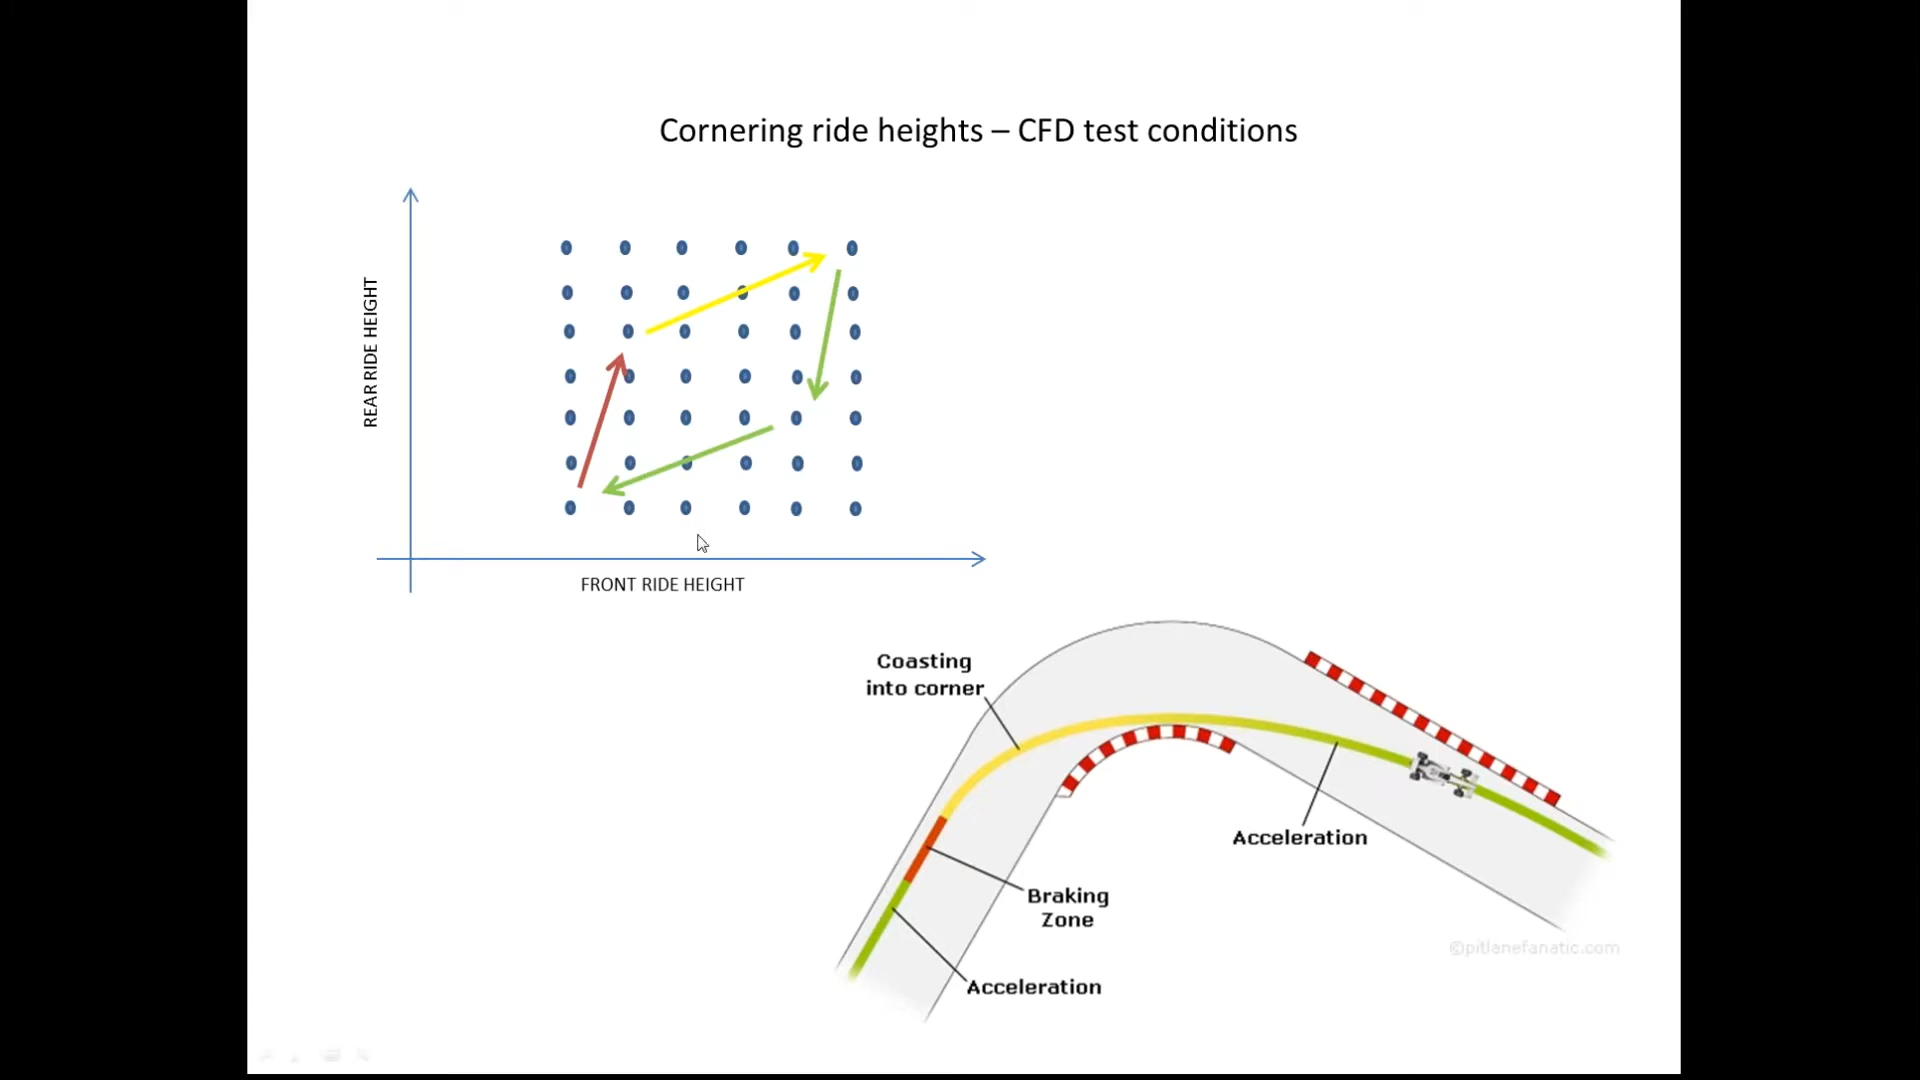 Cornering ride heights – CFD test conditions
REAR RIDE HEIGHT
FRONT RIDE HEIGHT
Coasting
into corner
Acceleration
Braking
Zone
Acceleration
©pitlanefanatic.com